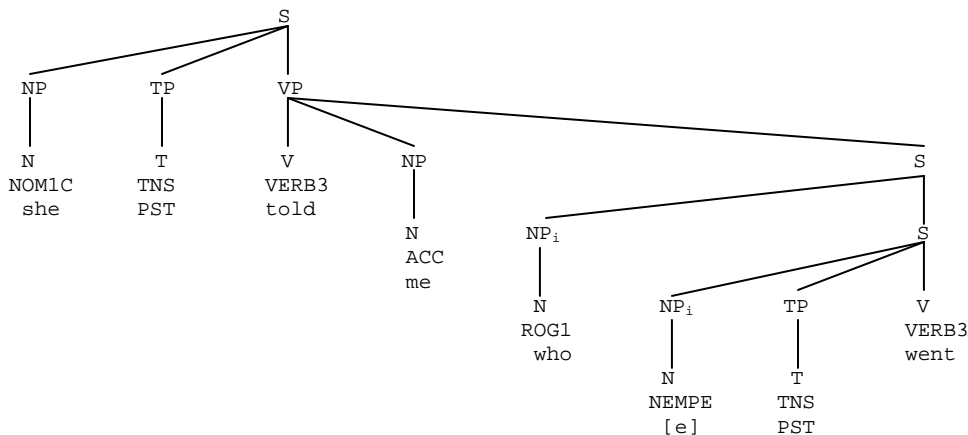 S
NP TP VP
N T V NP S
NOM1C TNS VERB3
she PST told
N NPi S
ACC
me
N NPi TP V
ROG1 VERB3
who went
N T
NEMPE TNS
[e] PST